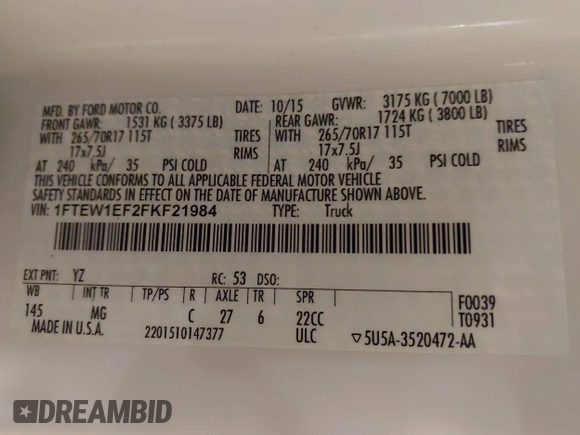 MFD. BY FORD MOTOR CO. DATE: 10/15 GVWR: 3175 KG ( 7000 LB)
FRONT GAWR: 1531 KG ( 3375 LB) REAR GAWR: 1724 KG ( 3800 LB)
WITH 265/70R17 115T TIRES WITH 265/70R17 115T TIRES
17x7.5J RIMS 17x7.5J RIMS
AT 240 kPa/ 35 PSI COLD AT 240 kPa/ 35 PSI COLD
THIS VEHICLE CONFORMS TO ALL APPLICABLE FEDERAL MOTOR VEHICLE
SAFETY STANDARDS IN EFFECT ON THE DATE OF MANUFACTURE SHOWN ABOVE.
VIN: 1FTEW1EF2FKF21984 TYPE: Truck
EXT PNT: YZ RC: 53 DSO:
WB INT TR TP/PS R AXLE TR SPR F0039
145 MG C 27 6 22CC T0931
MADE IN U.S.A. 2201510147377 ULC ▽5U5A-3520472-AA
DREAMBID